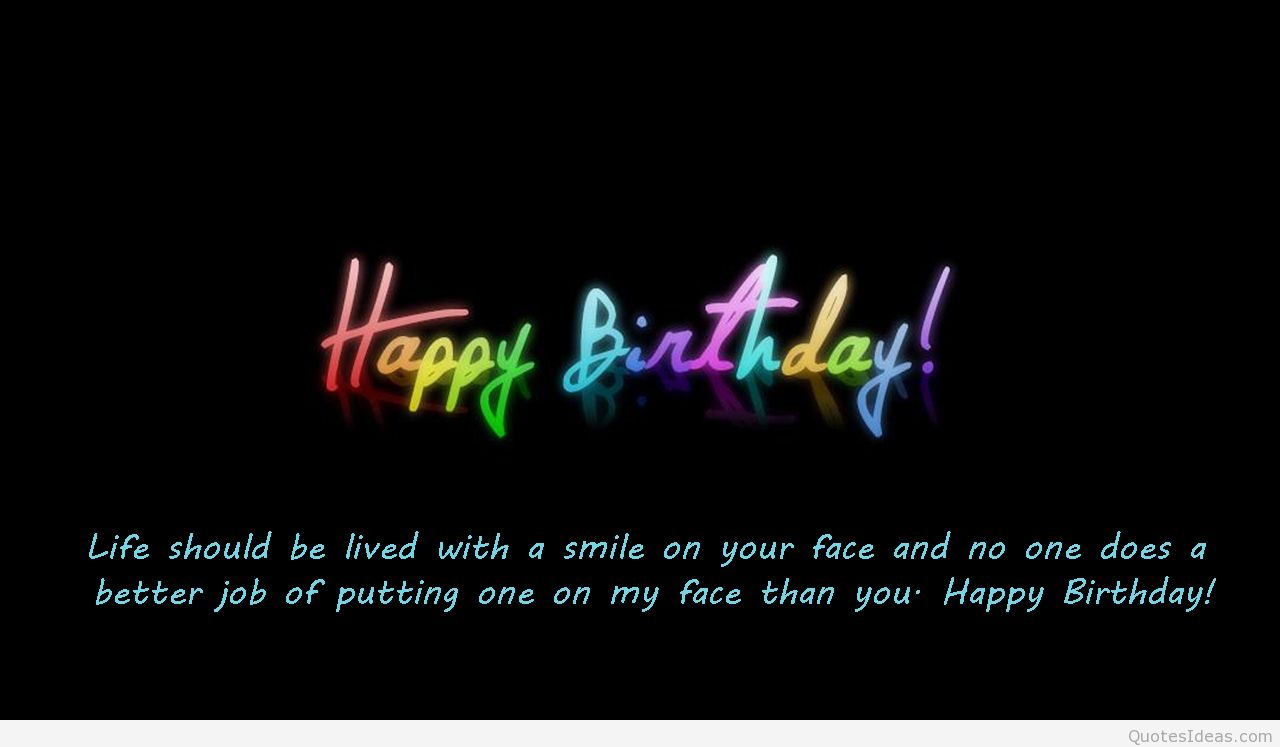 Happy Birthday!
Life should be lived with a smile on your face and no one does a
better job of putting one on my face than you. Happy Birthday!
QuotesIdeas.com